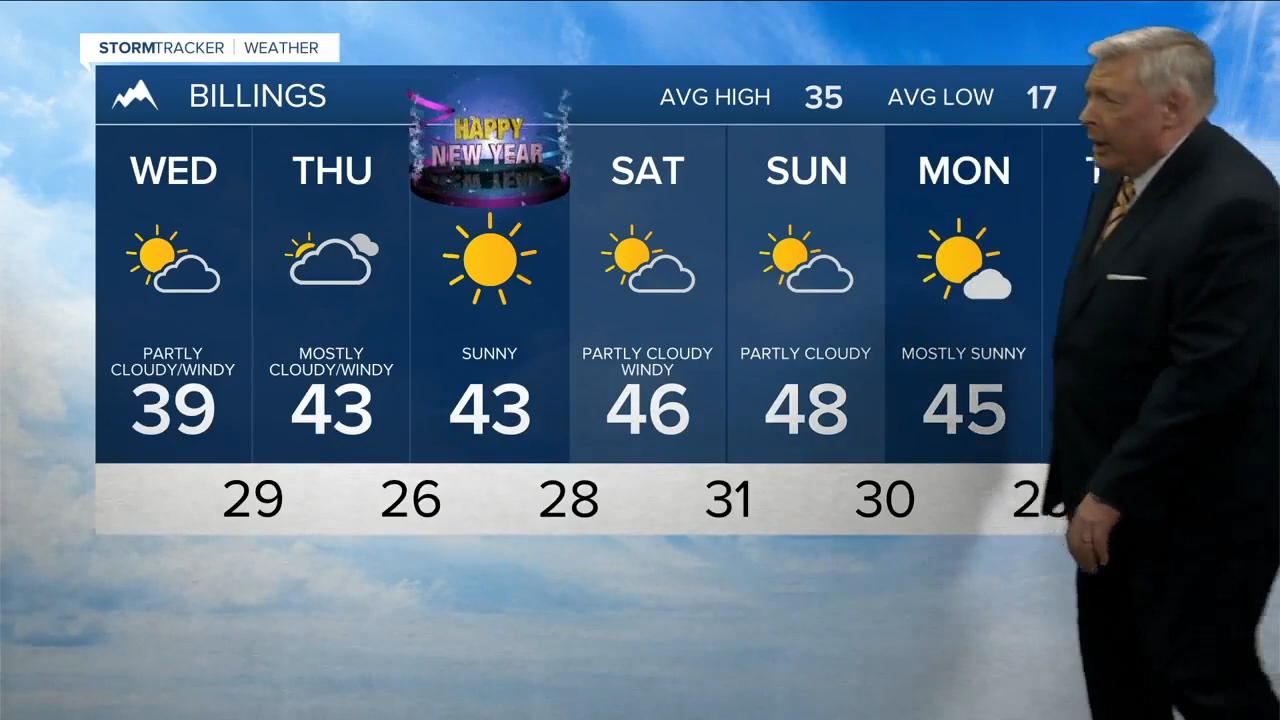 STORMTRACKER | WEATHER
BILLINGS
AVG HIGH 35 AVG LOW 17
WED THU HAPPY NEW YEAR SAT SUN MON
PARTLY CLOUDY/WINDY
MOSTLY CLOUDY/WINDY
SUNNY
PARTLY CLOUDY WINDY
PARTLY CLOUDY
MOSTLY SUNNY
39 43 43 46 48 45
29 26 28 31 30